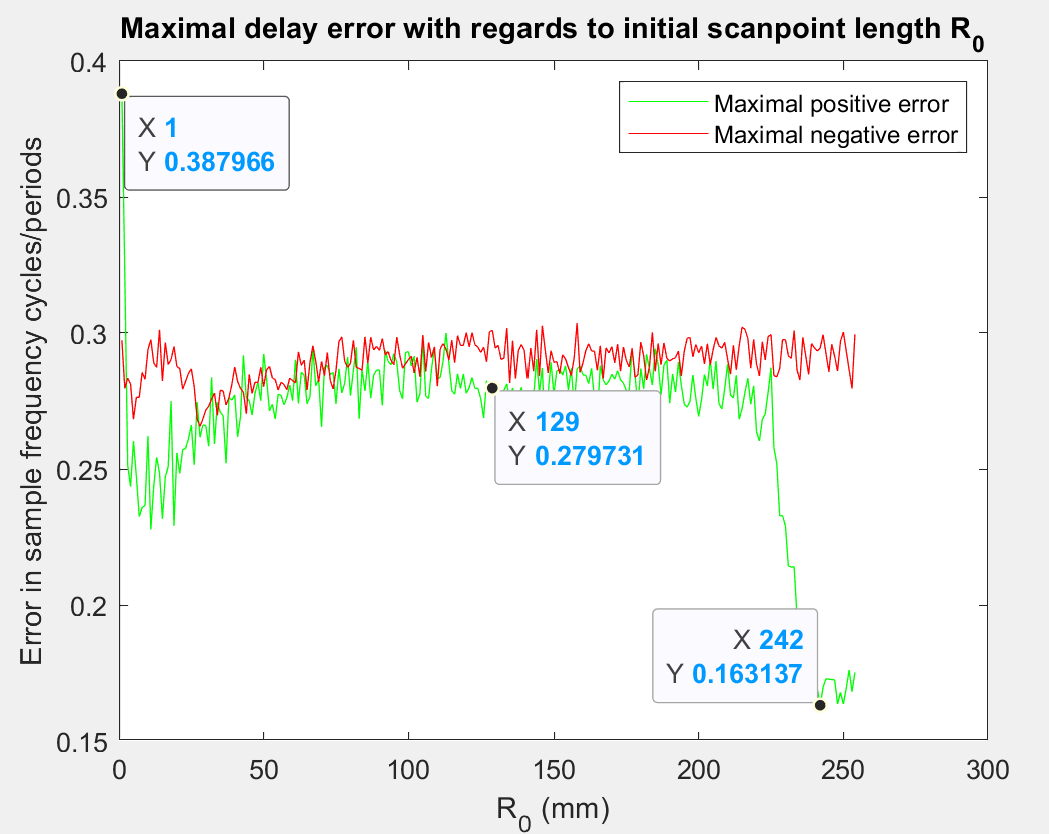 Maximal delay error with regards to initial scanpoint length R0
Maximal positive error
Maximal negative error
X 1
Y 0.387966
X 129
Y 0.279731
X 242
Y 0.163137
Error in sample frequency cycles/periods
0.4
0.35
0.3
0.25
0.2
0.15
0 50 100 150 200 250 300
R0 (mm)